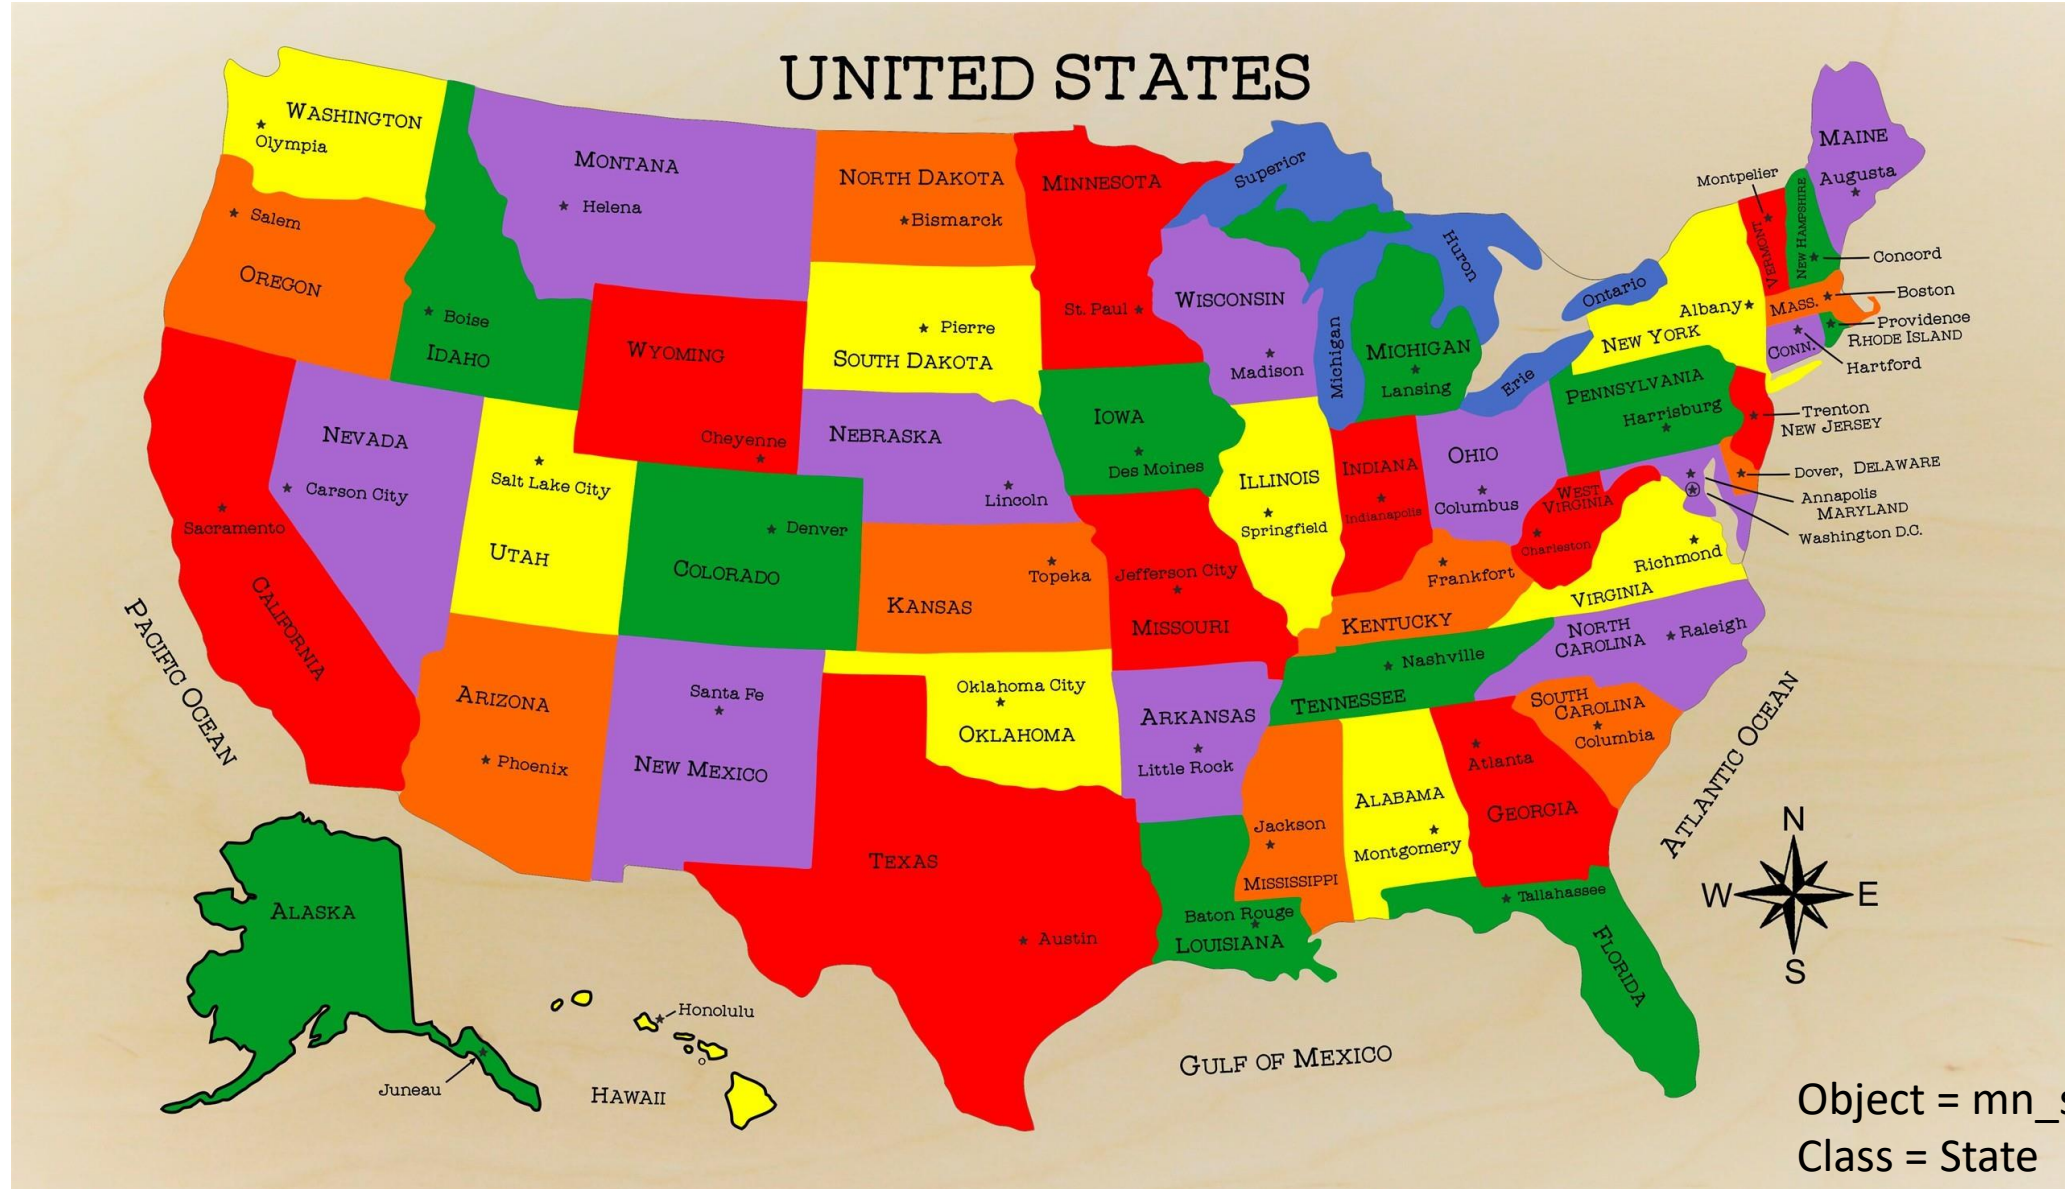 UNITED STATES
WASHINGTON
Olympia
MONTANA
Helena
NORTH DAKOTA
Bismarck
MINNESOTA
St. Paul
Superior
Huron
Ontario
Michigan
Erie
MAINE
Augusta
Montpelier
VERMONT
NEW HAMPSHIRE
Concord
Boston
MASS.
Providence
RHODE ISLAND
CONN.
Hartford
Albany
NEW YORK
Salem
OREGON
Boise
IDAHO
WYOMING
Cheyenne
Pierre
SOUTH DAKOTA
WISCONSIN
Madison
MICHIGAN
Lansing
PENNSYLVANIA
Harrisburg
Trenton
NEW JERSEY
Dover, DELAWARE
Annapolis
MARYLAND
Washington D.C.
NEVADA
Carson City
Sacramento
CALIFORNIA
Salt Lake City
UTAH
Denver
COLORADO
NEBRASKA
Lincoln
IOWA
Des Moines
ILLINOIS
Springfield
INDIANA
Indianapolis
OHIO
Columbus
WEST
VIRGINIA
Charleston
Richmond
VIRGINIA
Topeka
KANSAS
Jefferson City
MISSOURI
Frankfort
KENTUCKY
NORTH
CAROLINA
Raleigh
Nashville
TENNESSEE
PACIFIC OCEAN
ARIZONA
Phoenix
Santa Fe
NEW MEXICO
Oklahoma City
OKLAHOMA
ARKANSAS
Little Rock
SOUTH
CAROLINA
Columbia
ATLANTIC OCEAN
Atlanta
GEORGIA
ALABAMA
Montgomery
Jackson
MISSISSIPPI
TEXAS
Austin
Baton Rouge
LOUISIANA
Tallahassee
FLORIDA
N
W
E
S
ALASKA
Juneau
Honolulu
HAWAII
GULF OF MEXICO
Object = mn_s
Class = State